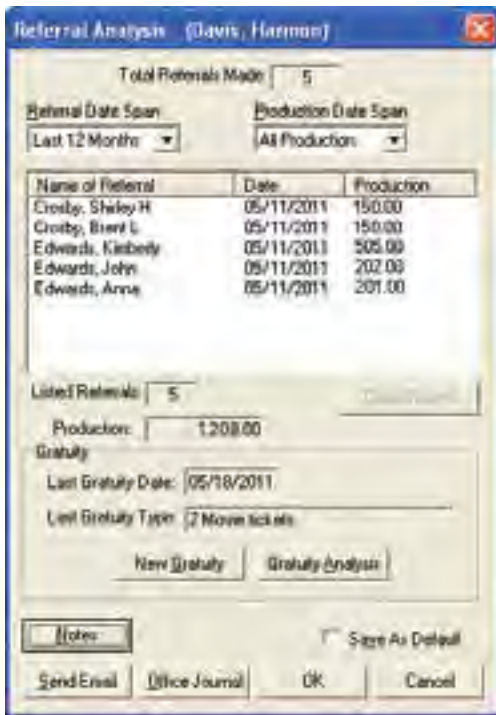 Referral Analysis (Davis, Harmon)
Total Referrals Made: 5
Referral Date Span Production Date Span
Last 12 Months All Production
Name of Referral Date Production
Crosby, Shirley H 05/11/2011 150.00
Crosby, Brent L 05/11/2011 150.00
Edwards, Kimberly 05/11/2011 505.00
Edwards, John 05/11/2011 202.00
Edwards, Anna 05/11/2011 201.00
Listed Referrals: 5
Production: 1,208.00
Gratuity
Last Gratuity Date: 05/18/2011
Last Gratuity Type: 2 Movie tickets
New Gratuity Gratuity Analysis
Notes Save As Default
Send Email Office Journal OK Cancel